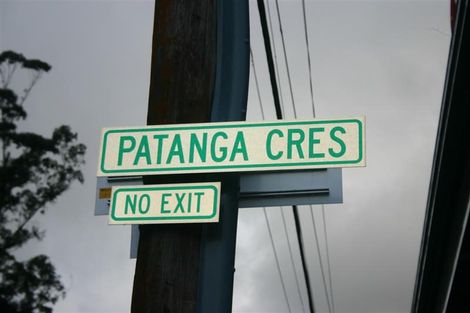 PATANGA CRES
NO EXIT